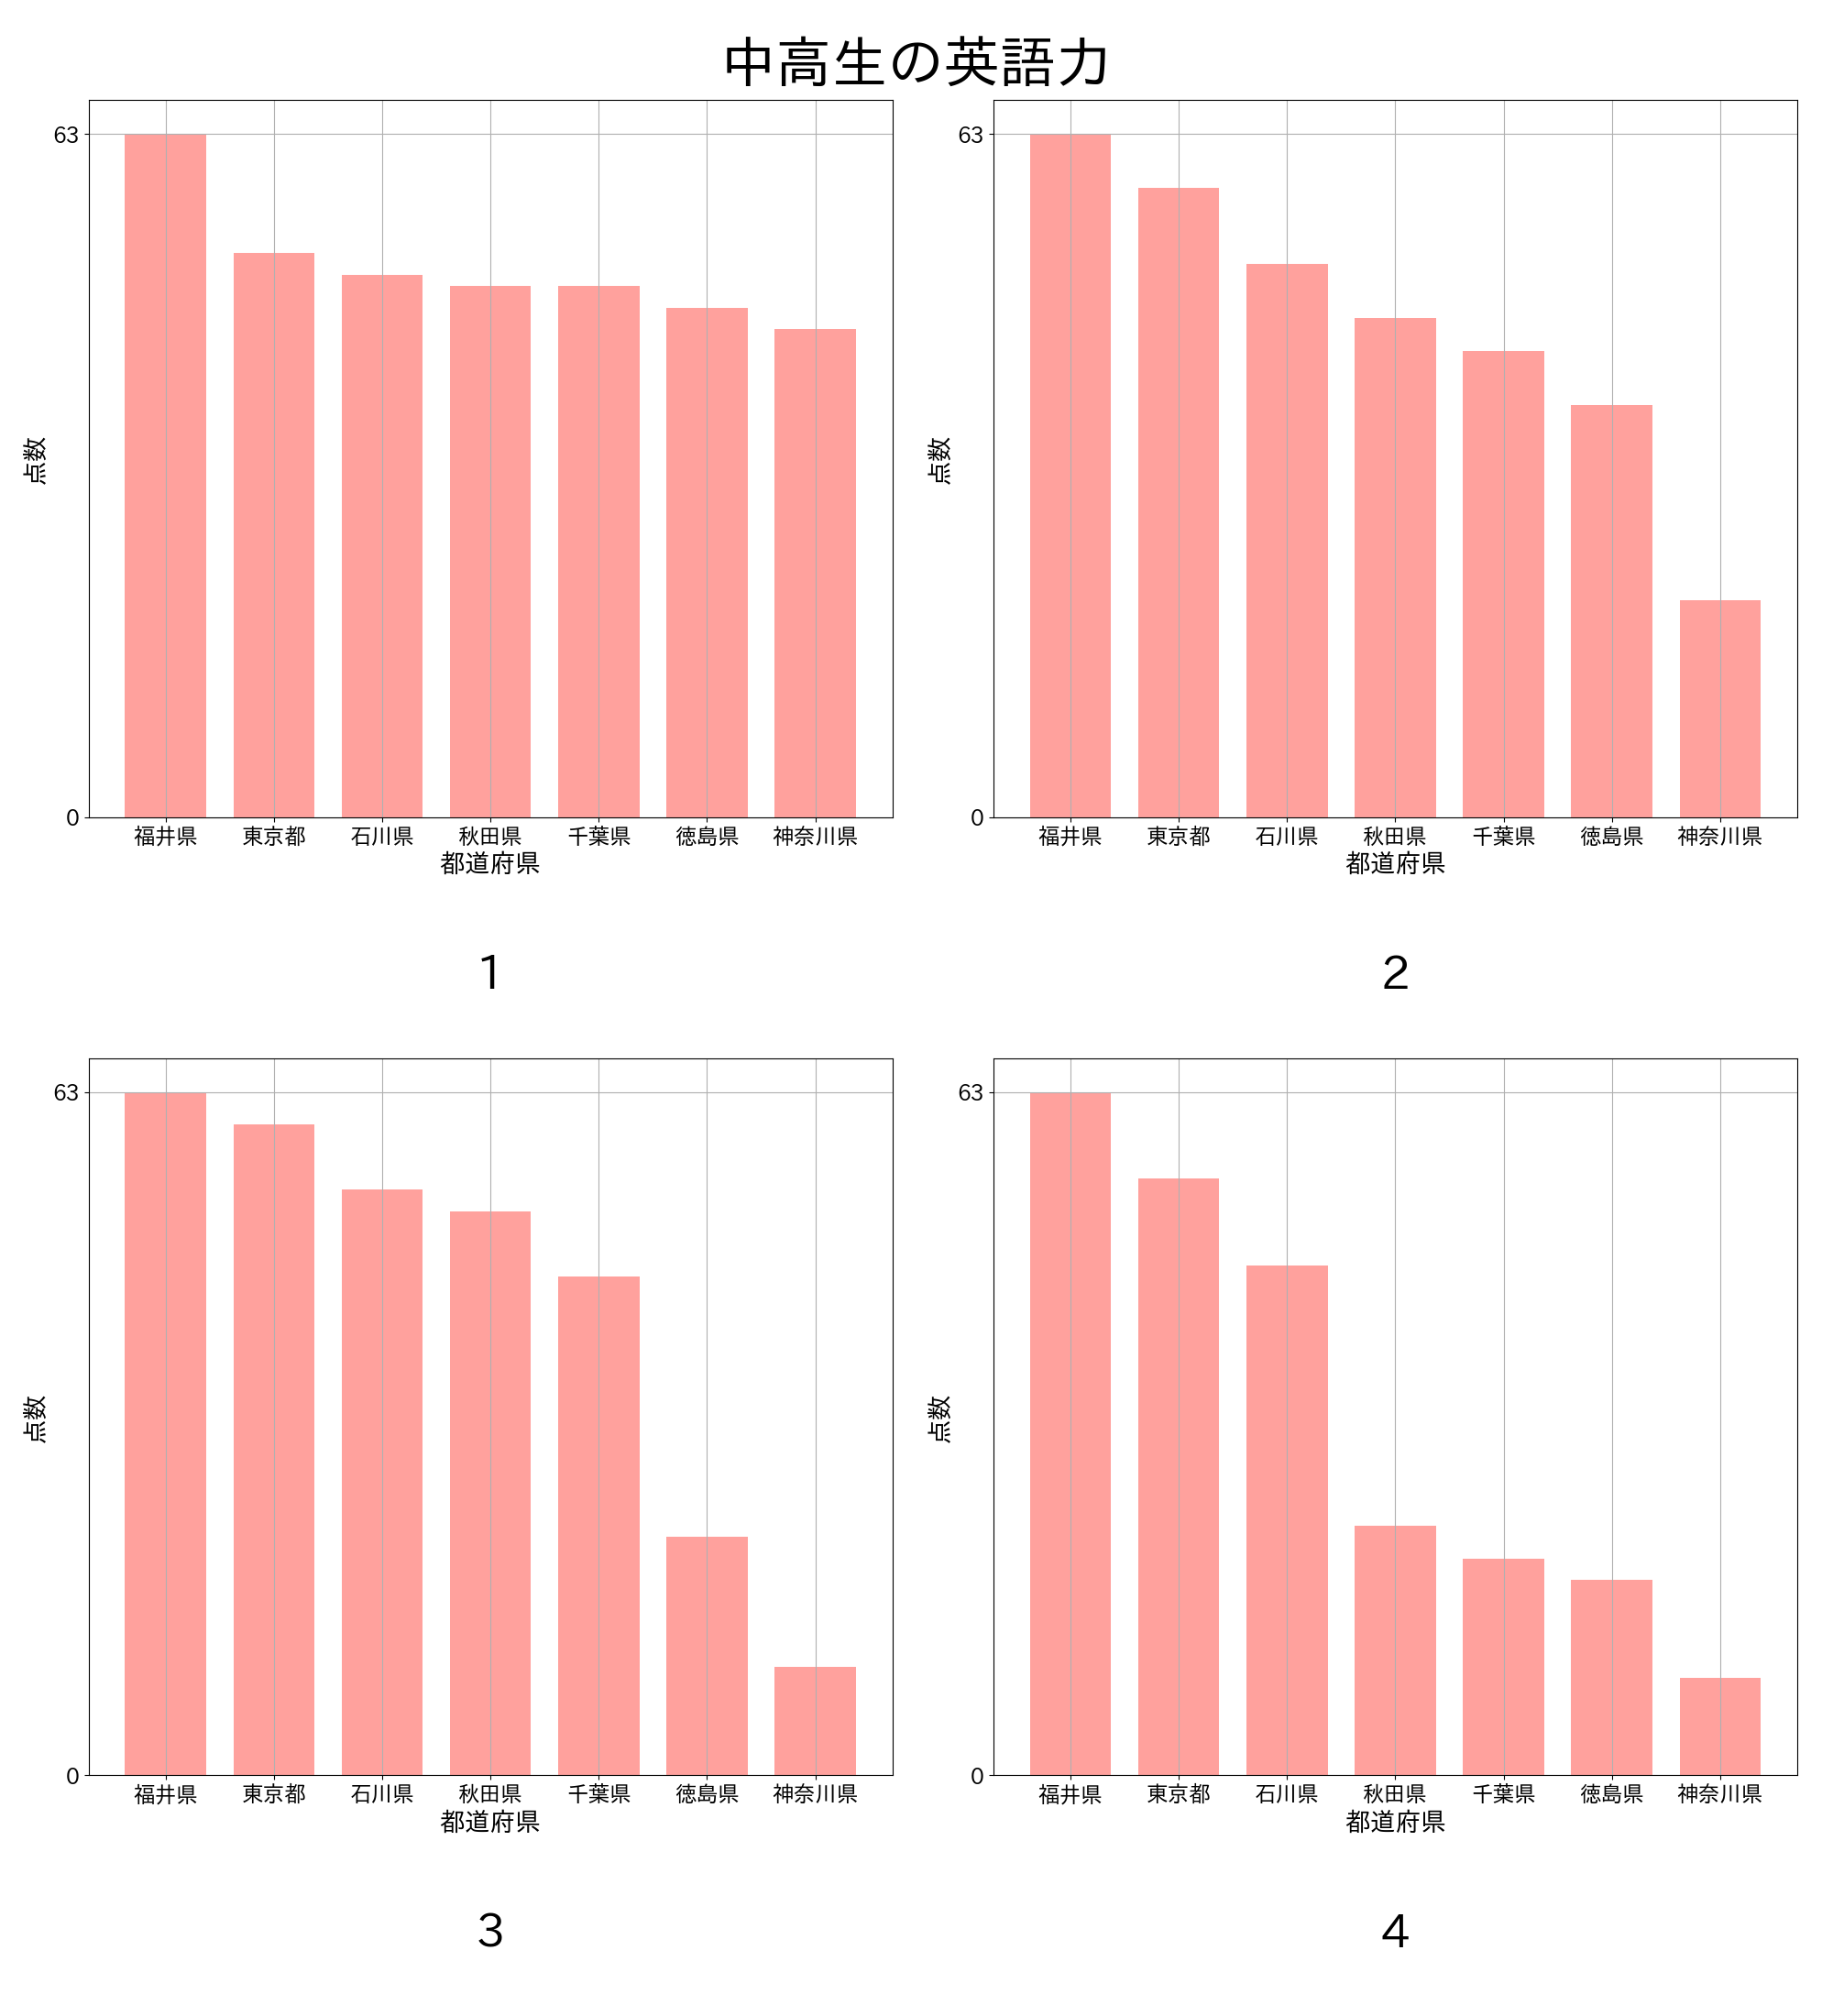 中高生の英語力
63
0
点数
福井県 東京都 石川県 秋田県 千葉県 徳島県 神奈川県
都道府県
1
63
0
点数
福井県 東京都 石川県 秋田県 千葉県 徳島県 神奈川県
都道府県
2
63
0
点数
福井県 東京都 石川県 秋田県 千葉県 徳島県 神奈川県
都道府県
3
63
0
点数
福井県 東京都 石川県 秋田県 千葉県 徳島県 神奈川県
都道府県
4